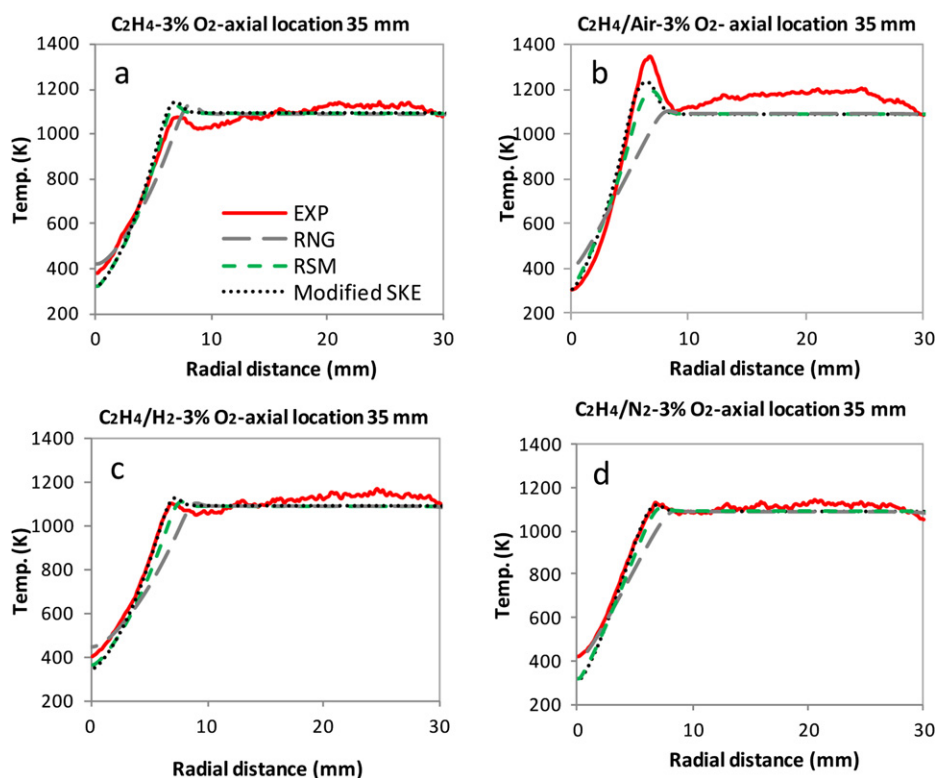 C2H4-3% O2-axial location 35 mm
a
Temp. (K)
1400
1200
1000
800
600
400
200
EXP
RNG
RSM
Modified SKE
0 10 20 30
Radial distance (mm)
C2H4/Air-3% O2- axial location 35 mm
b
Temp. (K)
1400
1200
1000
800
600
400
200
0 10 20 30
Radial distance (mm)
C2H4/H2-3% O2-axial location 35 mm
c
Temp. (K)
1400
1200
1000
800
600
400
200
0 10 20 30
Radial distance (mm)
C2H4/N2-3% O2-axial location 35 mm
d
Temp. (K)
1400
1200
1000
800
600
400
200
0 10 20 30
Radial distance (mm)